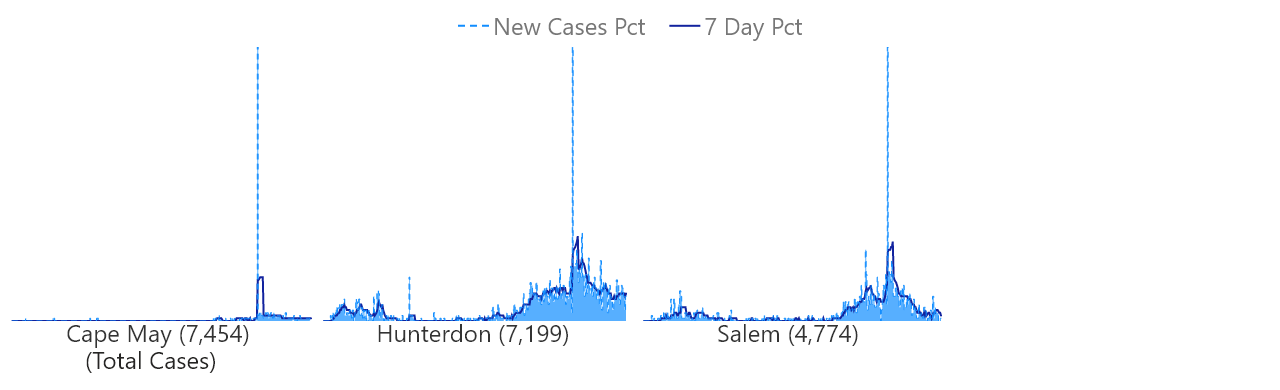 New Cases Pct 7 Day Pct
Cape May (7,454) Hunterdon (7,199) Salem (4,774)
(Total Cases)